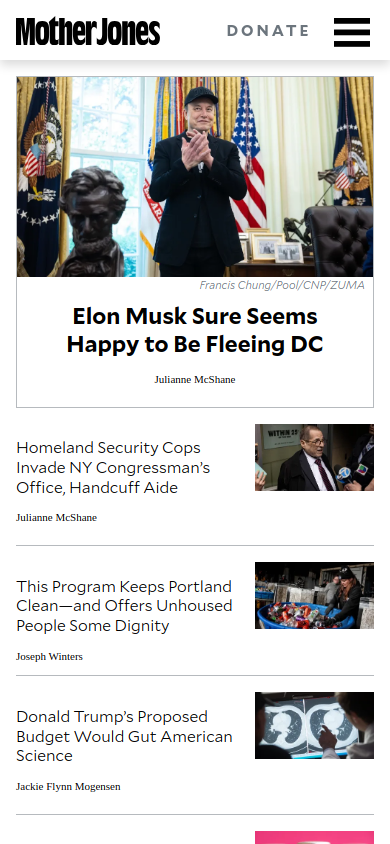 Mother Jones
DONATE
Francis Chung/Pool/CNP/ZUMA
Elon Musk Sure Seems
Happy to Be Fleeing DC
Julianne McShane
Homeland Security Cops
Invade NY Congressman’s
Office, Handcuff Aide
Julianne McShane
WITHIN
This Program Keeps Portland
Clean—and Offers Unhoused
People Some Dignity
Joseph Winters
Donald Trump’s Proposed
Budget Would Gut American
Science
Jackie Flynn Mogensen